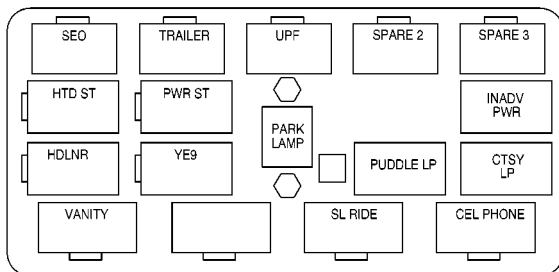 SEO TRAILER UPF SPARE 2 SPARE 3
HTD ST PWR ST INADV
PWR
PARK
LAMP
HDLNR YE9 PUDDLE LP CTSY
LP
VANITY SL RIDE CEL PHONE